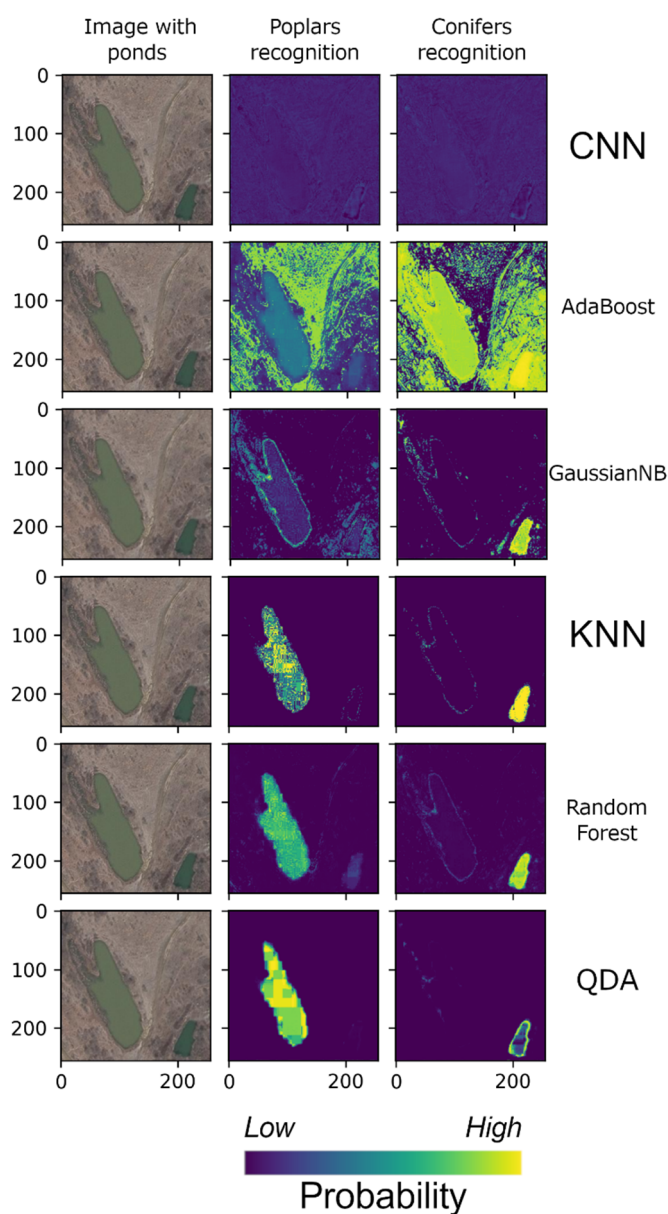 Image with
ponds
Poplars
recognition
Conifers
recognition
0
100
200
CNN
0
100
200
AdaBoost
0
100
200
GaussianNB
0
100
200
KNN
0
100
200
Random
Forest
0
100
200
QDA
0 200 0 200 0 200
Low High
Probability